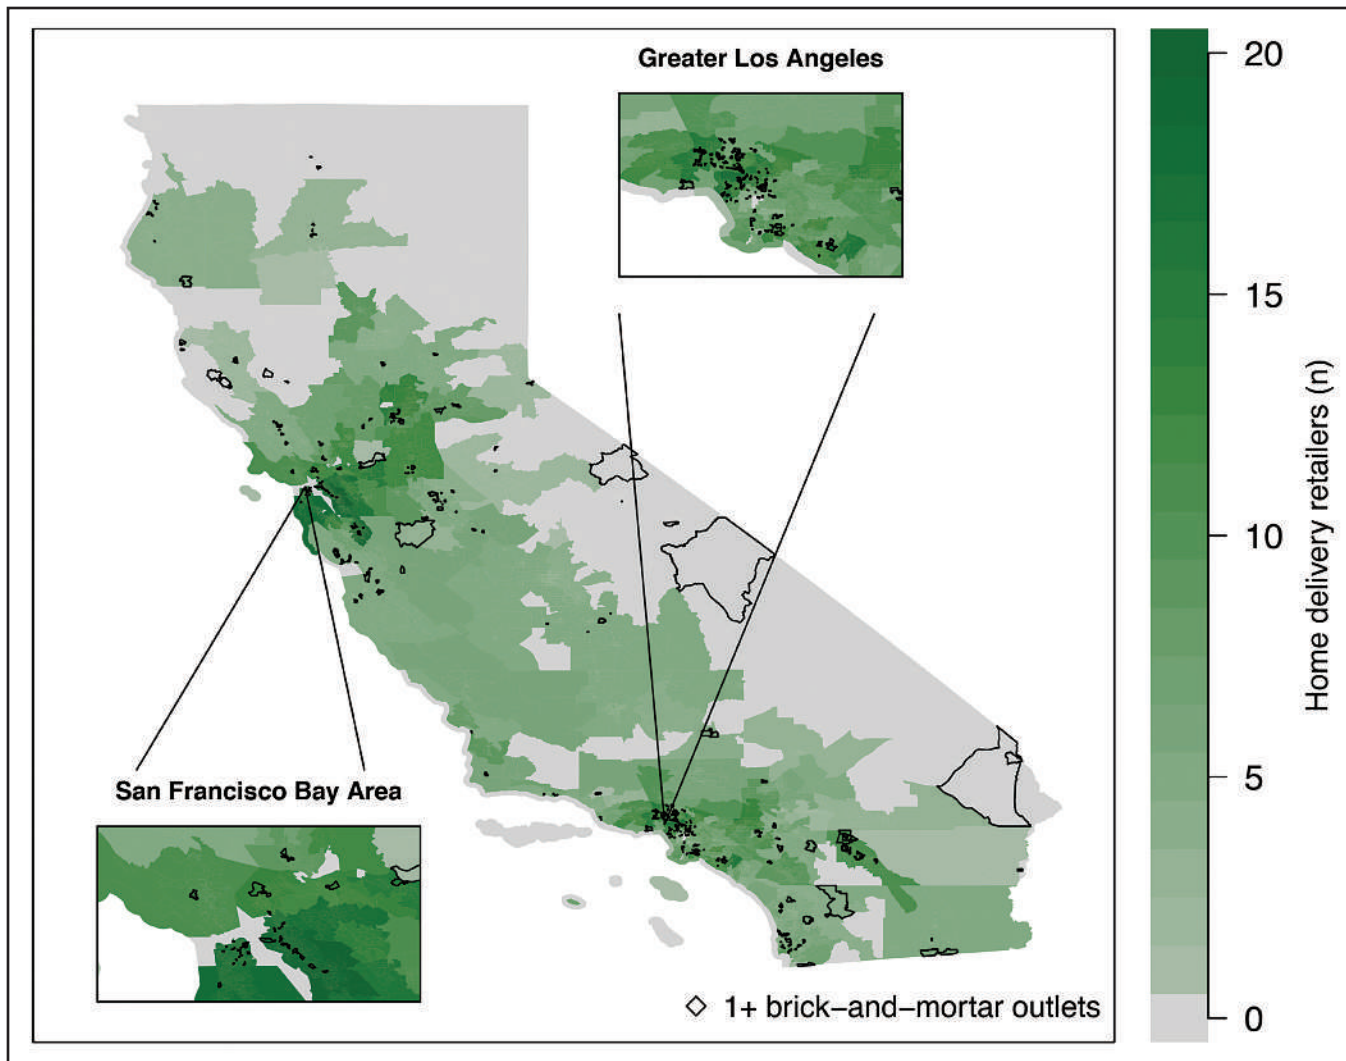 Greater Los Angeles
San Francisco Bay Area
1+ brick−and−mortar outlets
20
15
10
5
0
Home delivery retailers (n)